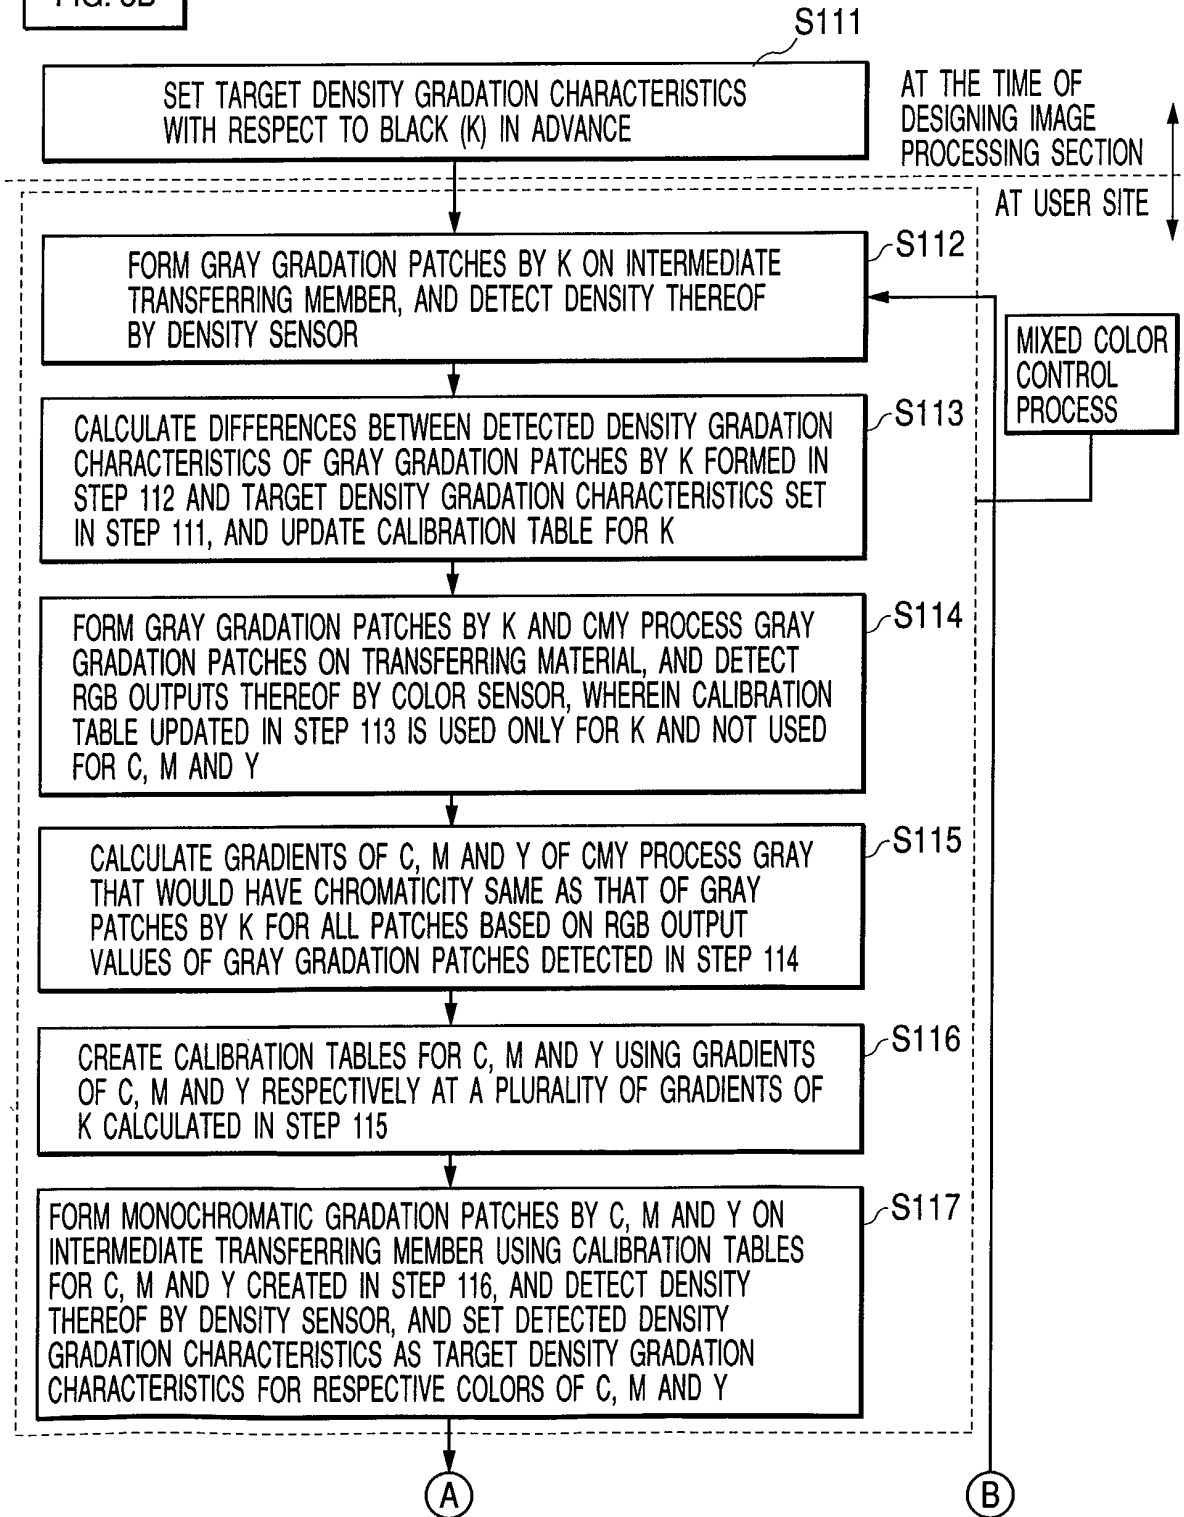 S111
SET TARGET DENSITY GRADATION CHARACTERISTICS
WITH RESPECT TO BLACK (K) IN ADVANCE
AT THE TIME OF
DESIGNING IMAGE
PROCESSING SECTION
AT USER SITE
S112
FORM GRAY GRADATION PATCHES BY K ON INTERMEDIATE
TRANSFERRING MEMBER, AND DETECT DENSITY THEREOF
BY DENSITY SENSOR
MIXED COLOR
CONTROL
PROCESS
S113
CALCULATE DIFFERENCES BETWEEN DETECTED DENSITY GRADATION
CHARACTERISTICS OF GRAY GRADATION PATCHES BY K FORMED IN
STEP 112 AND TARGET DENSITY GRADATION CHARACTERISTICS SET
IN STEP 111, AND UPDATE CALIBRATION TABLE FOR K
S114
FORM GRAY GRADATION PATCHES BY K AND CMY PROCESS GRAY
GRADATION PATCHES ON TRANSFERRING MATERIAL, AND DETECT
RGB OUTPUTS THEREOF BY COLOR SENSOR, WHEREIN CALIBRATION
TABLE UPDATED IN STEP 113 IS USED ONLY FOR K AND NOT USED
FOR C, M AND Y
S115
CALCULATE GRADIENTS OF C, M AND Y OF CMY PROCESS GRAY
THAT WOULD HAVE CHROMATICITY SAME AS THAT OF GRAY
PATCHES BY K FOR ALL PATCHES BASED ON RGB OUTPUT
VALUES OF GRAY GRADATION PATCHES DETECTED IN STEP 114
S116
CREATE CALIBRATION TABLES FOR C, M AND Y USING GRADIENTS
OF C, M AND Y RESPECTIVELY AT A PLURALITY OF GRADIENTS OF
K CALCULATED IN STEP 115
S117
FORM MONOCHROMATIC GRADATION PATCHES BY C, M AND Y ON
INTERMEDIATE TRANSFERRING MEMBER USING CALIBRATION TABLES
FOR C, M AND Y CREATED IN STEP 116, AND DETECT DENSITY
THEREOF BY DENSITY SENSOR, AND SET DETECTED DENSITY
GRADATION CHARACTERISTICS AS TARGET DENSITY GRADATION
CHARACTERISTICS FOR RESPECTIVE COLORS OF C, M AND Y
A
B